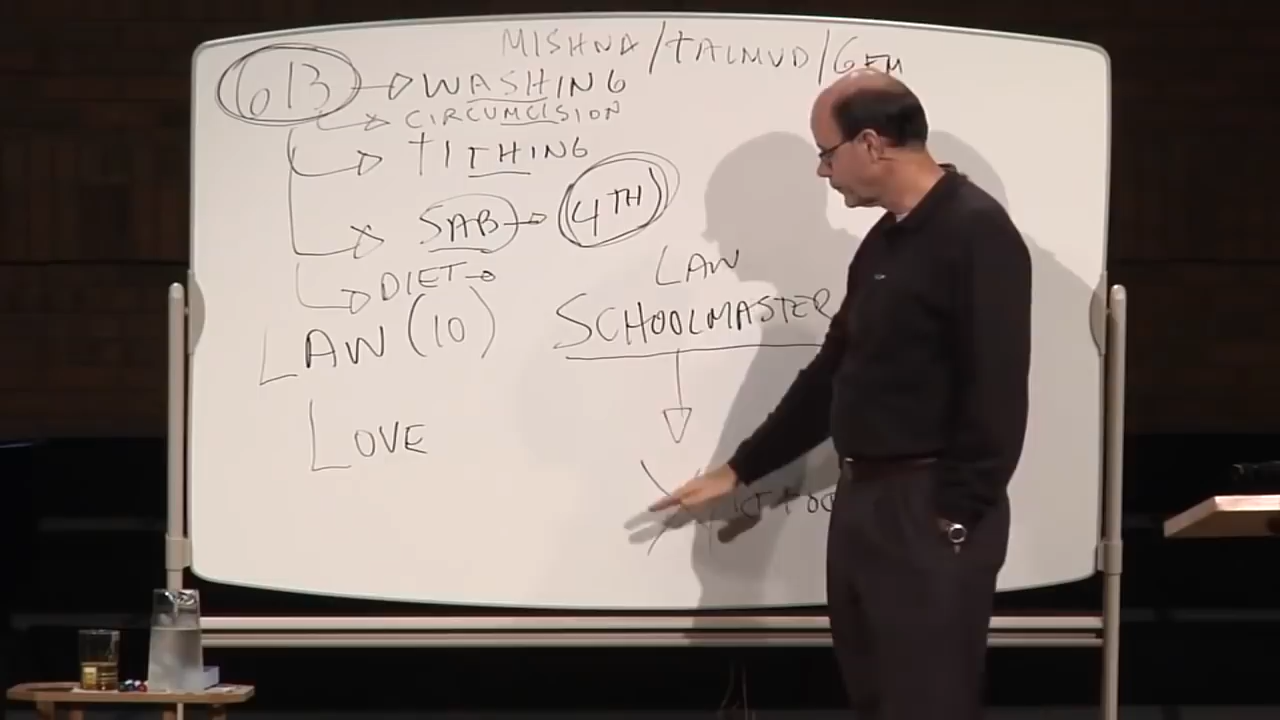 MISHNA/TALMUD/GEM
613 → WASHING
CIRCUMCISION
TITHING
SAB → 4TH
DIET →
LAW (10)
LOVE
LAW
SCHOOLMASTER
X